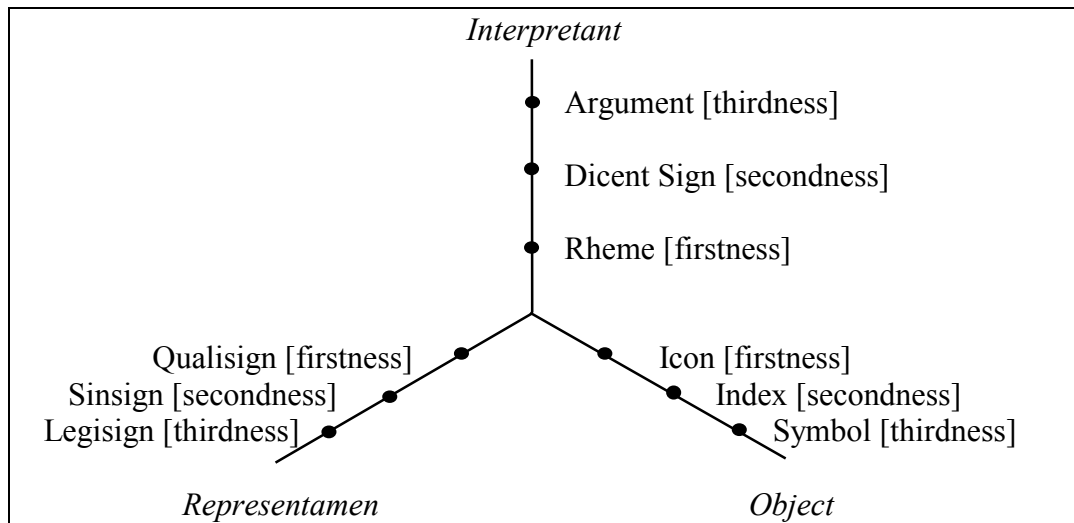 Interpretant
Argument [thirdness]
Dicent Sign [secondness]
Rheme [firstness]
Qualisign [firstness]
Icon [firstness]
Sinsign [secondness]
Index [secondness]
Legisign [thirdness]
Symbol [thirdness]
Representamen
Object